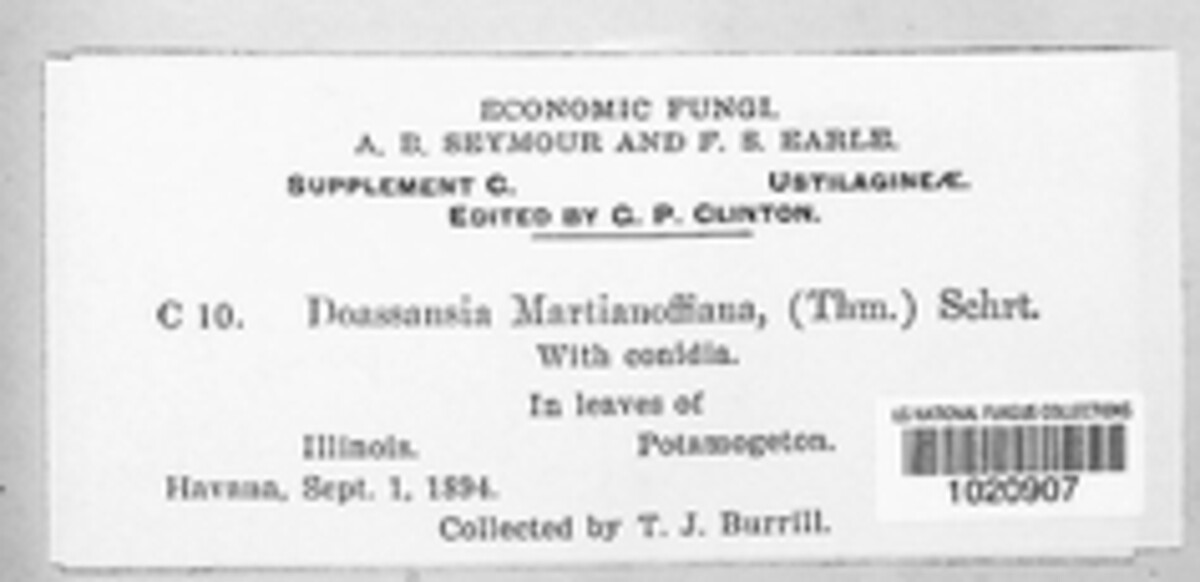 ECONOMIC FUNGI.
A. B. SEYMOUR AND F. S. EARLE.
SUPPLEMENT C. USTILAGINEÆ.
EDITED BY G. P. CLINTON.
C 10. Doassansia Martianoffiana, (Thm.) Schrt.
With conidia.
In leaves of
Illinois. Potamogeton.
Havana, Sept. 1, 1894.
Collected by T. J. Burrill.
US NATIONAL FUNGUS COLLECTIONS
1020907